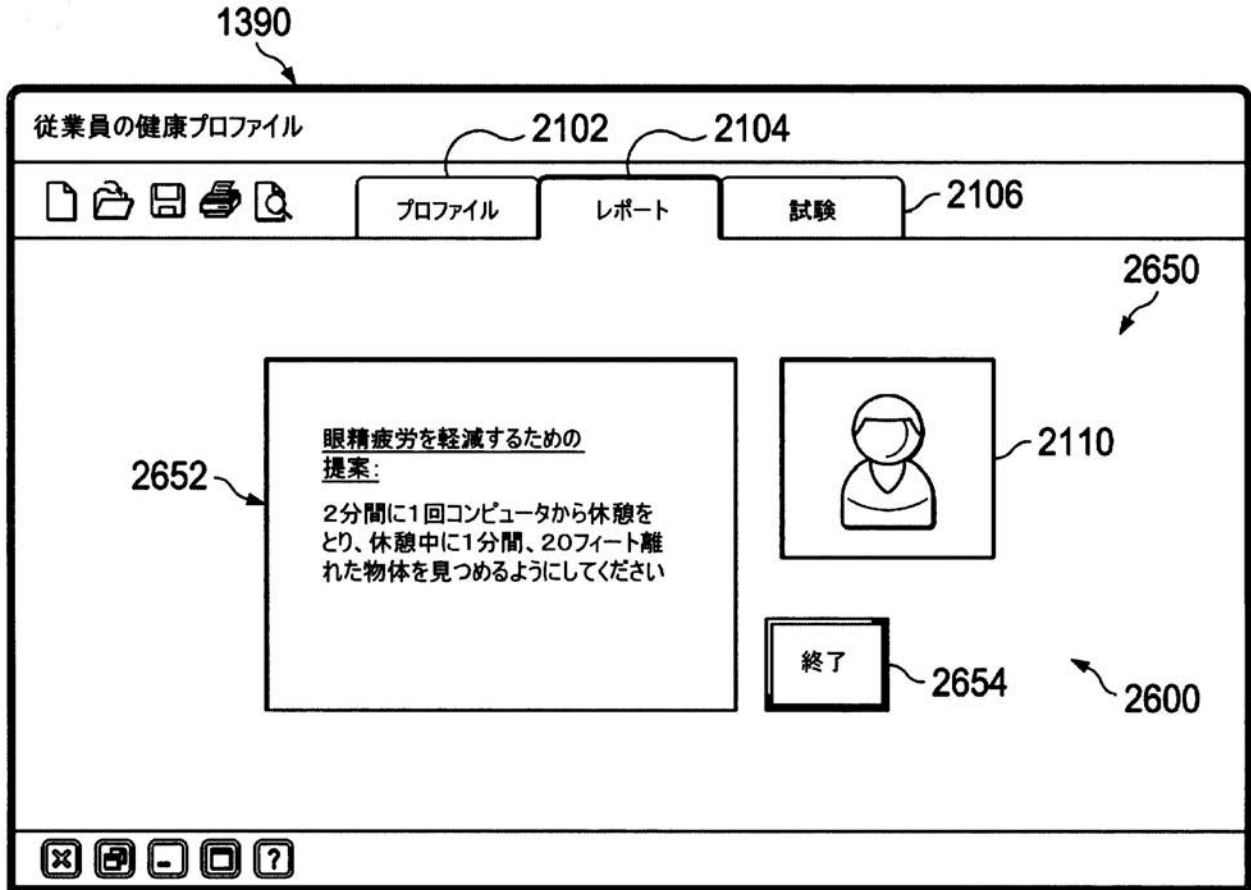 1390
従業員の健康プロファイル
2102
2104
プロファイル
レポート
試験
2106
2650
眼精疲労を軽減するための
提案:
2分間に1回コンピュータから休憩を
とり、休憩中に1分間、20フィート離
れた物体を見つめるようにしてください
2652
2110
終了
2654
2600
?